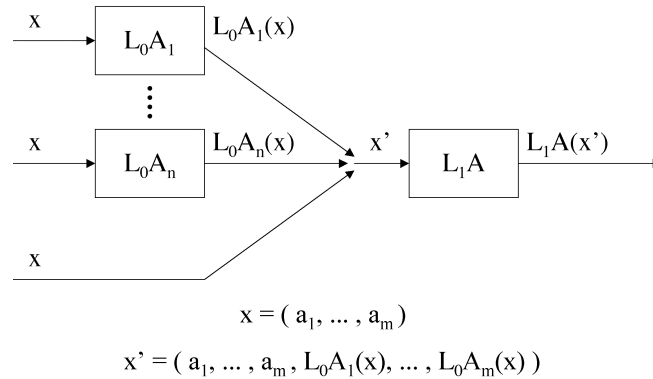 x L₀A₁ L₀A₁(x)
x L₀Aₙ L₀Aₙ(x) x’ L₁A L₁A(x’)
x
x = ( a₁, ... , aₘ )
x’ = ( a₁, ... , aₘ, L₀A₁(x), ... , L₀Aₘ(x) )